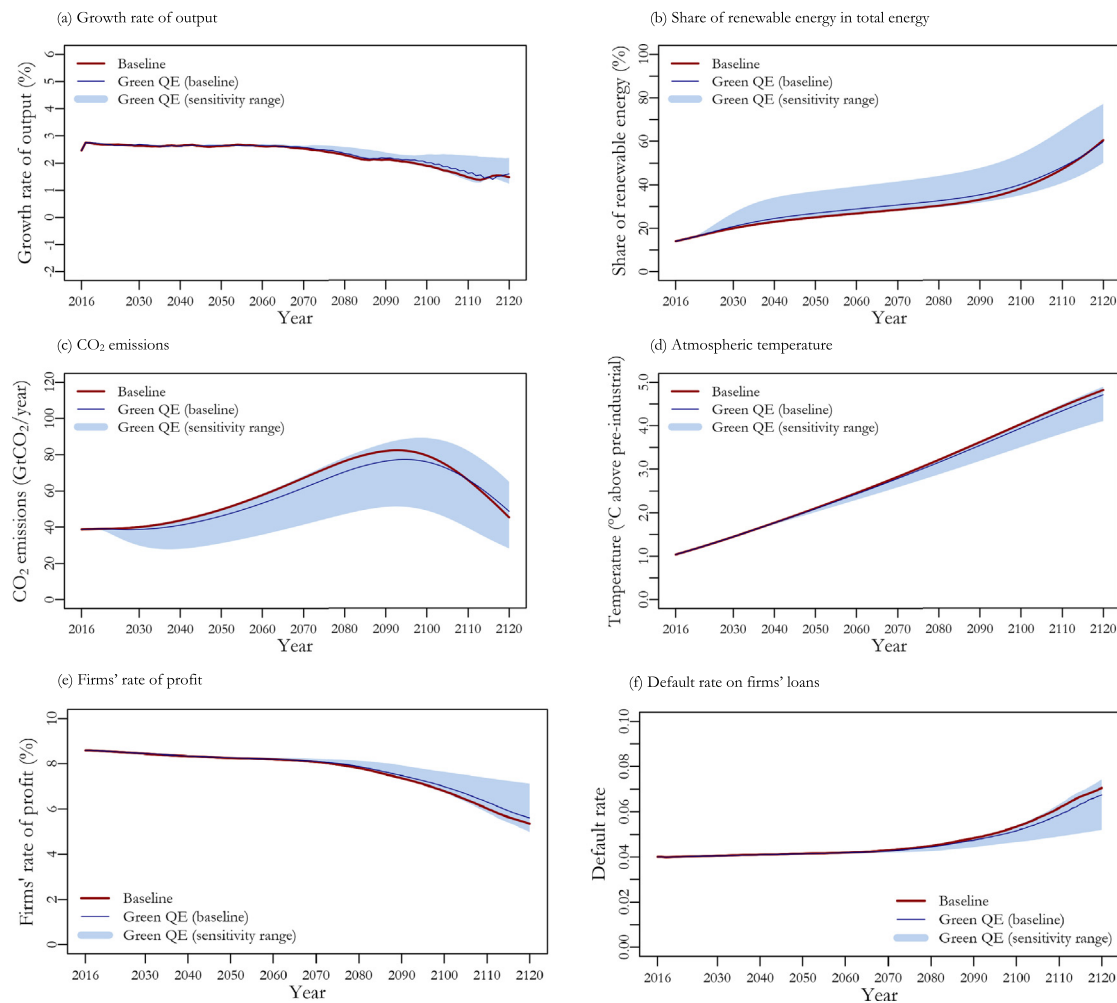 (a) Growth rate of output
Growth rate of output (%)
6
5
4
3
2
1
0
-1
-2
Baseline
Green QE (baseline)
Green QE (sensitivity range)
2016 2030 2040 2050 2060 2070 2080 2090 2100 2110 2120
Year
(b) Share of renewable energy in total energy
Share of renewable energy (%)
100
80
60
40
20
0
Baseline
Green QE (baseline)
Green QE (sensitivity range)
2016 2030 2040 2050 2060 2070 2080 2090 2100 2110 2120
Year
(c) CO₂ emissions
CO₂ emissions (GtCO₂/year)
120
100
80
60
40
20
0
Baseline
Green QE (baseline)
Green QE (sensitivity range)
2016 2030 2040 2050 2060 2070 2080 2090 2100 2110 2120
Year
(d) Atmospheric temperature
Temperature (°C above pre-industrial)
5.0
4.0
3.0
2.0
1.0
0.0
Baseline
Green QE (baseline)
Green QE (sensitivity range)
2016 2030 2040 2050 2060 2070 2080 2090 2100 2110 2120
Year
(e) Firms’ rate of profit
Firms' rate of profit (%)
10
8
6
4
2
0
Baseline
Green QE (baseline)
Green QE (sensitivity range)
2016 2030 2040 2050 2060 2070 2080 2090 2100 2110 2120
Year
(f) Default rate on firms’ loans
Default rate
0.10
0.08
0.06
0.04
0.02
0.00
Baseline
Green QE (baseline)
Green QE (sensitivity range)
2016 2030 2040 2050 2060 2070 2080 2090 2100 2110 2120
Year